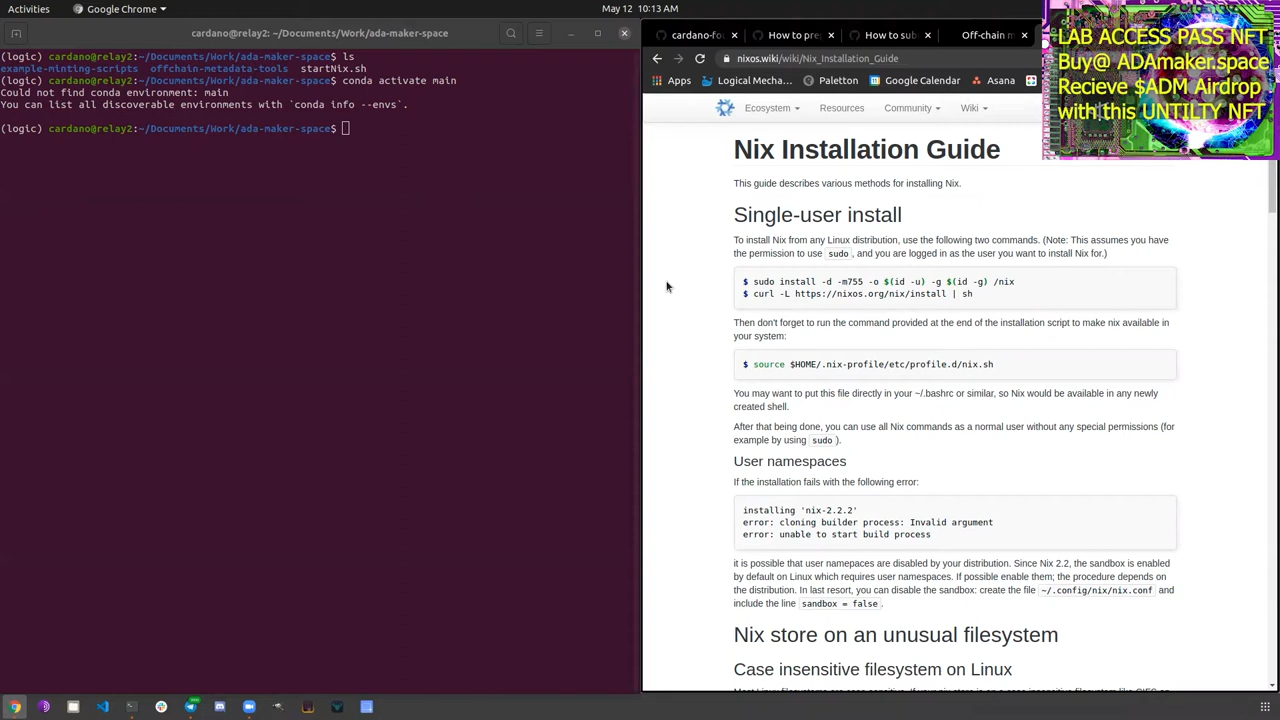 Activities
Google Chrome
May 12 10:13 AM
cardano@relay2: ~/Documents/Work/ada-maker-space
(logic) cardano@relay2:~/Documents/Work/ada-maker-space$ ls
example-minting-scripts offchain-metadata-tools startNix.sh
(logic) cardano@relay2:~/Documents/Work/ada-maker-space$ conda activate main
Could not find conda environment: main
You can list all discoverable environments with `conda info --envs`.
(logic) cardano@relay2:~/Documents/Work/ada-maker-space$
cardano-fo
How to pre
How to sub
Off-chain m
nixos.wiki/wiki/Nix_Installation_Guide
Apps
Logical Mecha...
Paletton
Google Calendar
Asana
LAB ACCESS PASS NFT
Buy@ ADAmaker.space
Recieve $ADM Airdrop
with this UNTILTY NFT
Ecosystem
Resources
Community
Wiki
Nix Installation Guide
This guide describes various methods for installing Nix.
Single-user install
To install Nix from any Linux distribution, use the following two commands. (Note: This assumes you have
the permission to use sudo, and you are logged in as the user you want to install Nix for.)
$ sudo install -d -m755 -o $(id -u) -g $(id -g) /nix
$ curl -L https://nixos.org/nix/install | sh
Then don't forget to run the command provided at the end of the installation script to make nix available in
your system:
$ source $HOME/.nix-profile/etc/profile.d/nix.sh
You may want to put this file directly in your ~/.bashrc or similar, so Nix would be available in any newly
created shell.
After that being done, you can use all Nix commands as a normal user without any special permissions (for
example by using sudo).
User namespaces
If the installation fails with the following error:
installing 'nix-2.2.2'
error: cloning builder process: Invalid argument
error: unable to start build process
it is possible that user namepaces are disabled by your distribution. Since Nix 2.2, the sandbox is enabled
by default on Linux which requires user namespaces. If possible enable them; the procedure depends on
the distribution. In last resort, you can disable the sandbox: create the file ~/.config/nix/nix.conf and
include the line sandbox = false.
Nix store on an unusual filesystem
Case insensitive filesystem on Linux